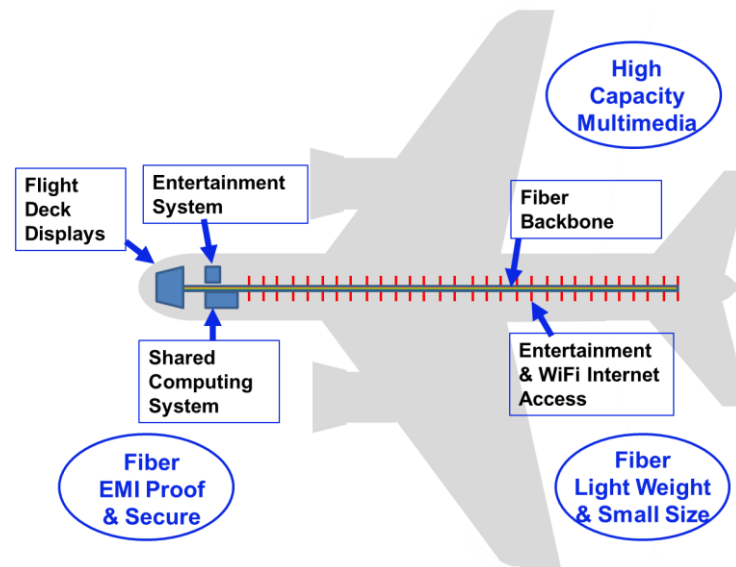 High
Capacity
Multimedia
Flight
Deck
Displays
Entertainment
System
Fiber
Backbone
Shared
Computing
System
Entertainment
& WiFi Internet
Access
Fiber
EMI Proof
& Secure
Fiber
Light Weight
& Small Size